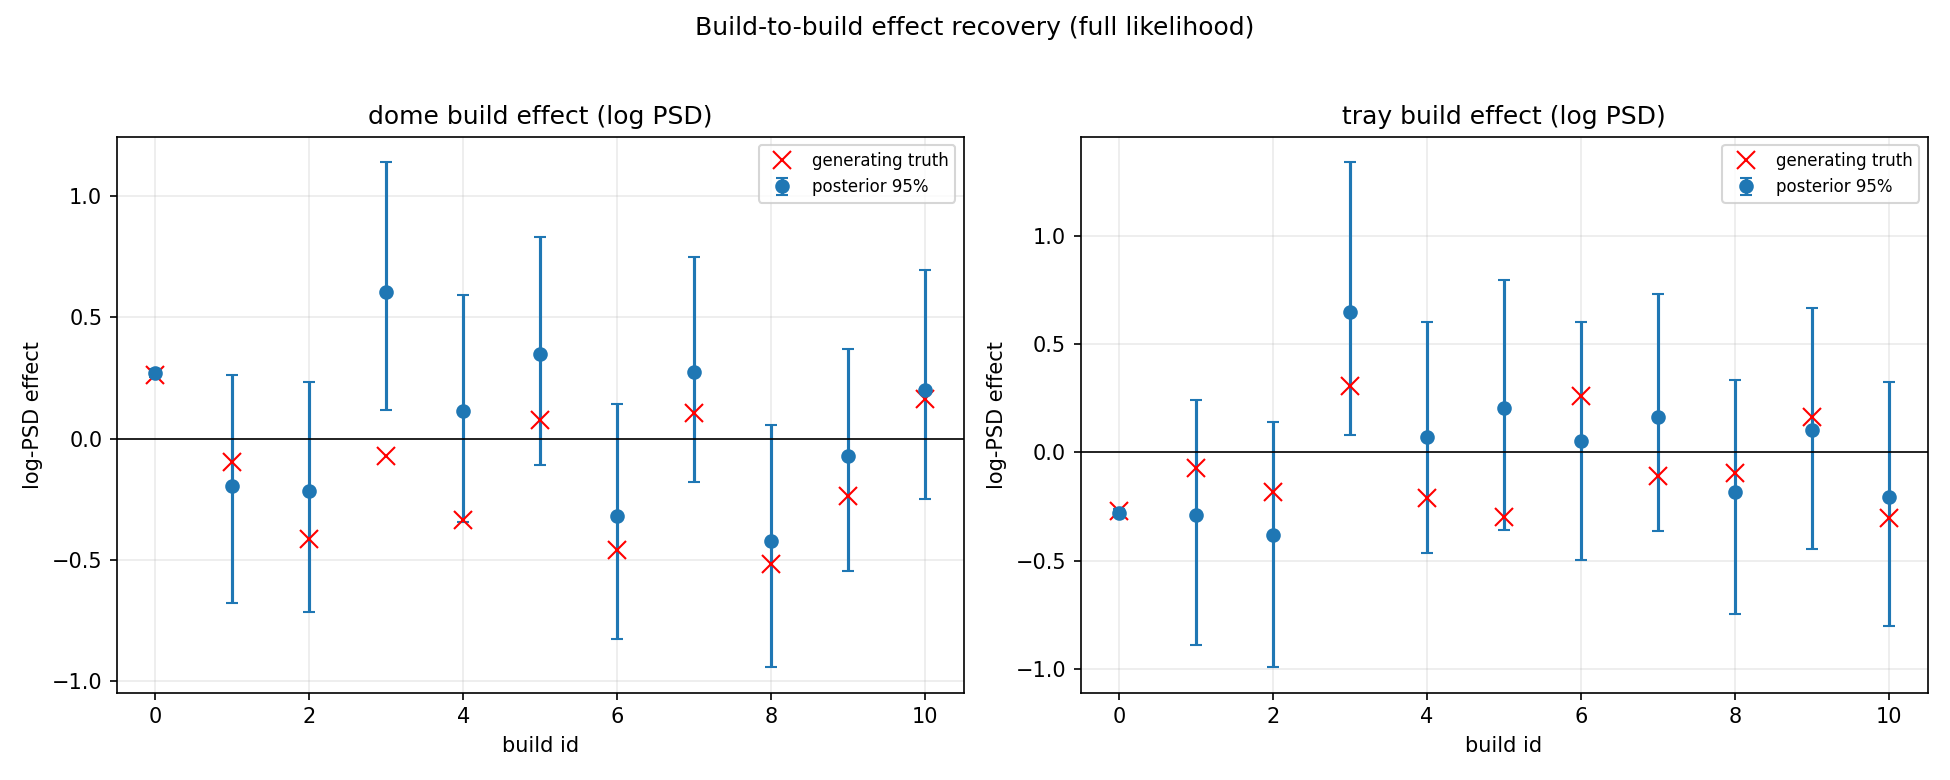 Build-to-build effect recovery (full likelihood)
dome build effect (log PSD)
generating truth
posterior 95%
1.0
0.5
0.0
−0.5
−1.0
log-PSD effect
0 2 4 6 8 10
build id
tray build effect (log PSD)
generating truth
posterior 95%
1.0
0.5
0.0
−0.5
−1.0
log-PSD effect
0 2 4 6 8 10
build id